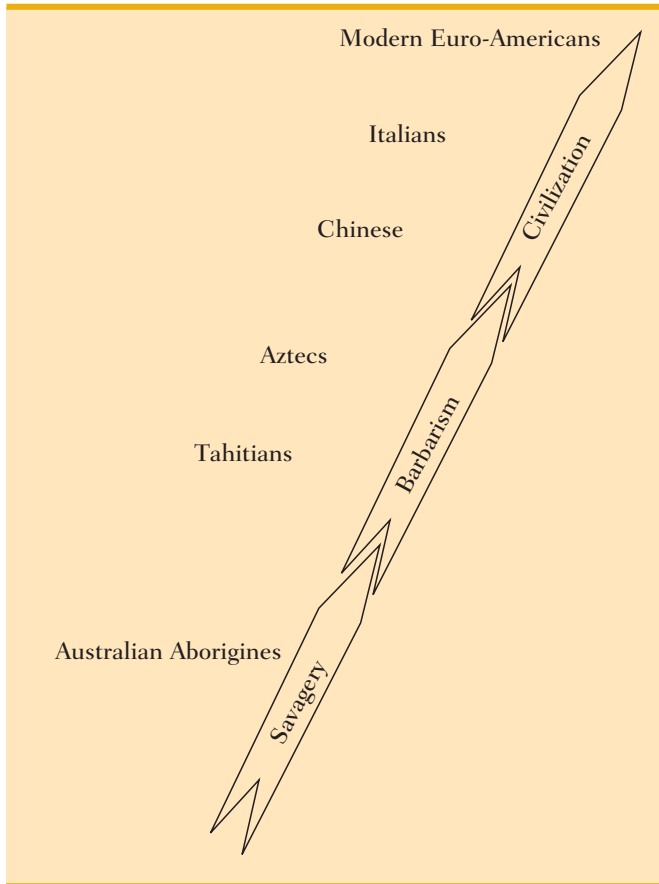 Modern Euro-Americans
Italians
Civilization
Chinese
Aztecs
Barbarism
Tahitians
Australian Aborigines
Savagery